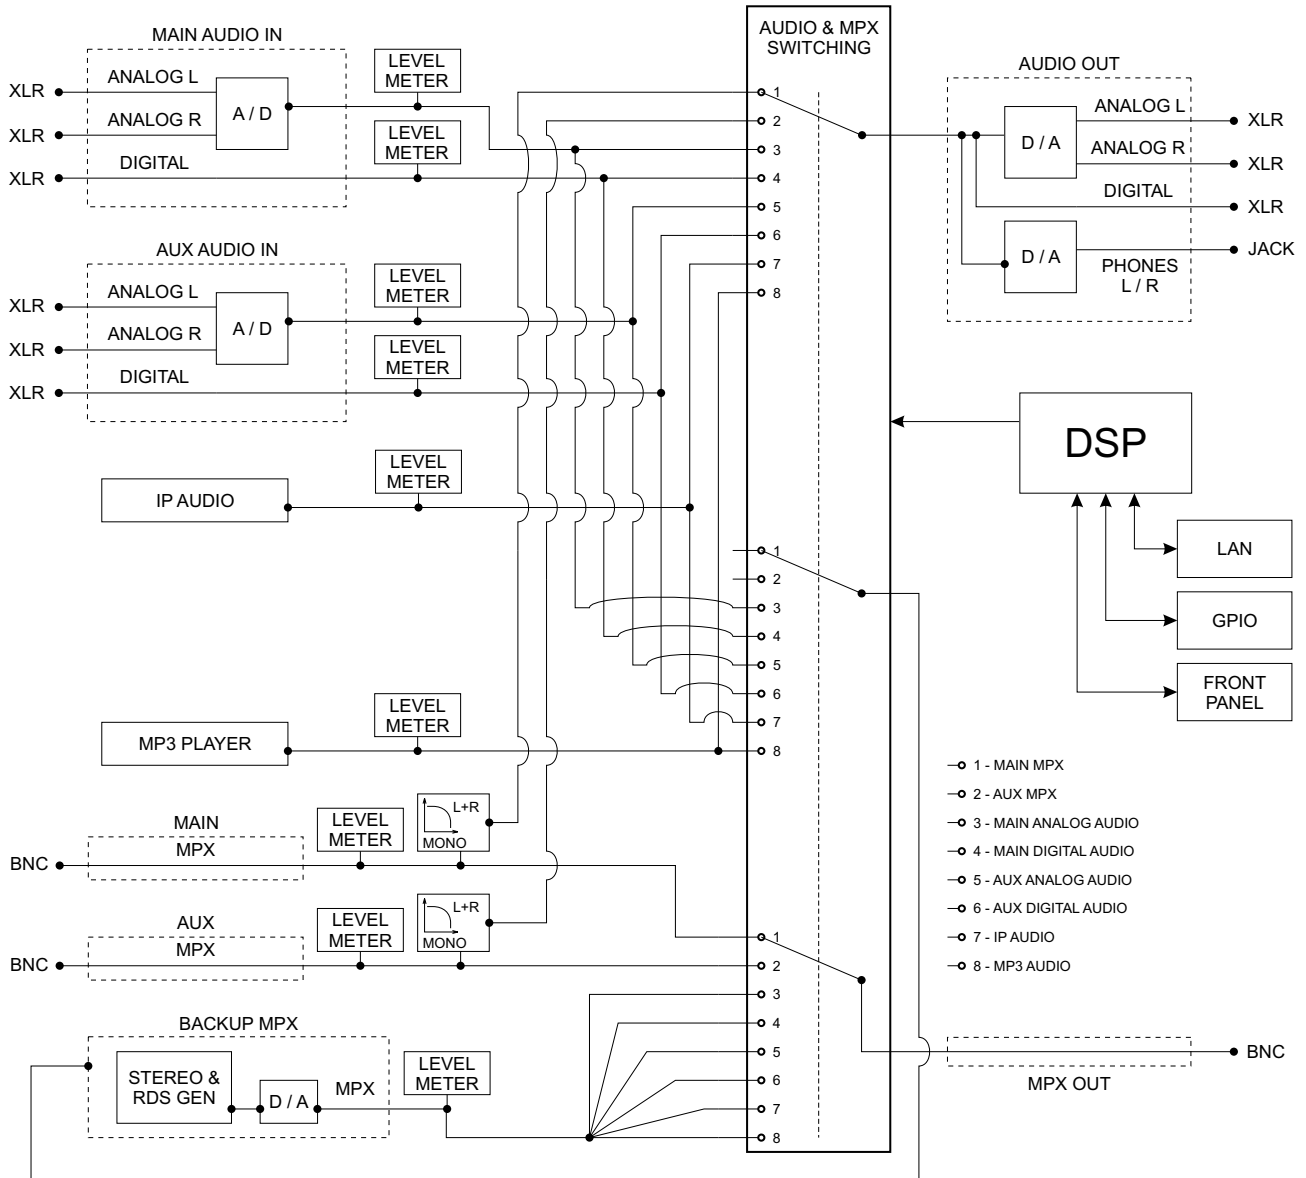 MAIN AUDIO IN
XLR
ANALOG L
XLR
ANALOG R
A / D
XLR
DIGITAL
LEVEL
METER
LEVEL
METER
AUX AUDIO IN
XLR
ANALOG L
XLR
ANALOG R
A / D
XLR
DIGITAL
LEVEL
METER
LEVEL
METER
IP AUDIO
LEVEL
METER
MP3 PLAYER
LEVEL
METER
MAIN
BNC
MPX
LEVEL
METER
L+R
MONO
AUX
BNC
MPX
LEVEL
METER
L+R
MONO
BACKUP MPX
STEREO &
RDS GEN
D / A
MPX
LEVEL
METER
AUDIO & MPX
SWITCHING
1
2
3
4
5
6
7
8
1
2
3
4
5
6
7
8
1
2
3
4
5
6
7
8
AUDIO OUT
D / A
ANALOG L
XLR
ANALOG R
XLR
DIGITAL
XLR
D / A
PHONES
L / R
JACK
DSP
LAN
GPIO
FRONT
PANEL
1 - MAIN MPX
2 - AUX MPX
3 - MAIN ANALOG AUDIO
4 - MAIN DIGITAL AUDIO
5 - AUX ANALOG AUDIO
6 - AUX DIGITAL AUDIO
7 - IP AUDIO
8 - MP3 AUDIO
BNC
MPX OUT